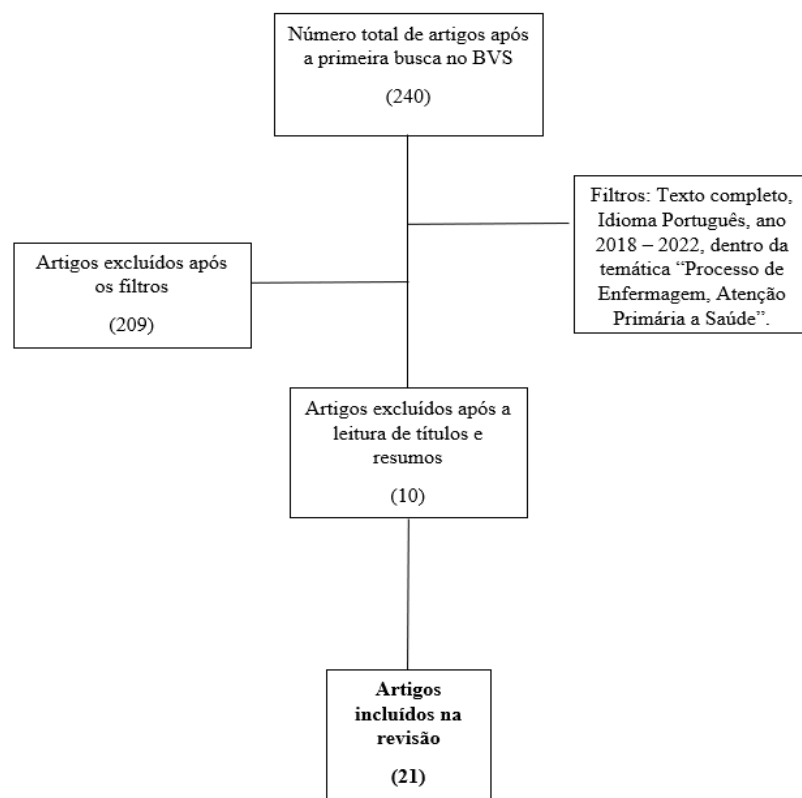 Número total de artigos após
a primeira busca no BVS
(240)
Filtros: Texto completo,
Idioma Português, ano
2018 – 2022, dentro da
temática “Processo de
Enfermagem, Atenção
Primária a Saúde”.
Artigos excluídos após
os filtros
(209)
Artigos excluídos após a
leitura de títulos e
resumos
(10)
Artigos
incluídos na
revisão
(21)